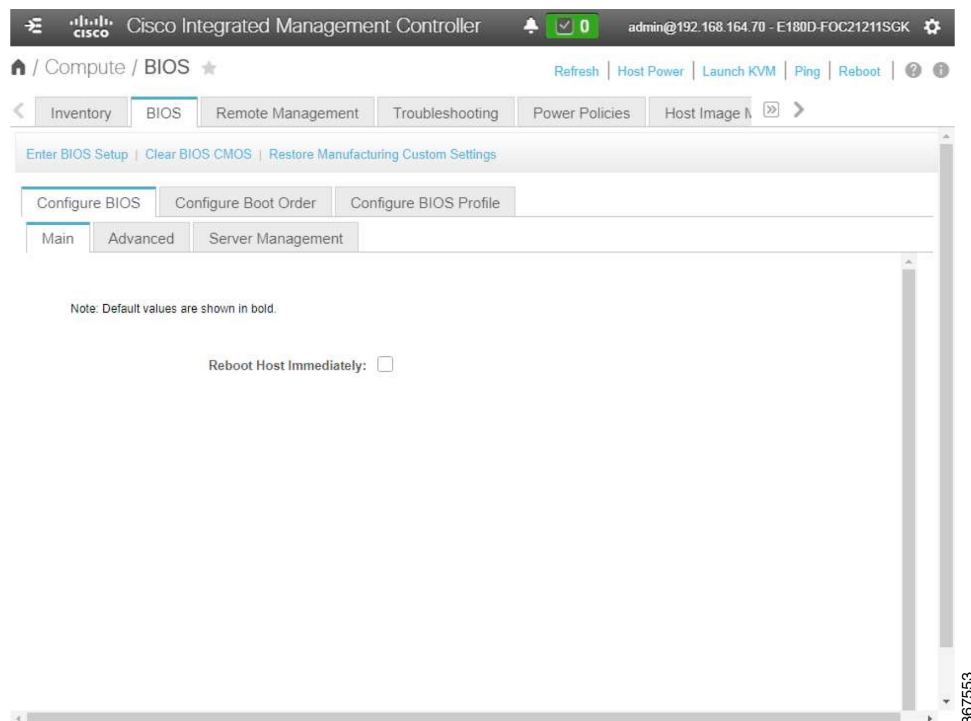 cisco Cisco Integrated Management Controller 0 admin@192.168.164.70 - E180D-FOC21211SGK
/ Compute / BIOS Refresh | Host Power | Launch KVM | Ping | Reboot | ? i
Inventory BIOS Remote Management Troubleshooting Power Policies Host Image
Enter BIOS Setup | Clear BIOS CMOS | Restore Manufacturing Custom Settings
Configure BIOS Configure Boot Order Configure BIOS Profile
Main Advanced Server Management
Note: Default values are shown in bold.
Reboot Host Immediately:
367553